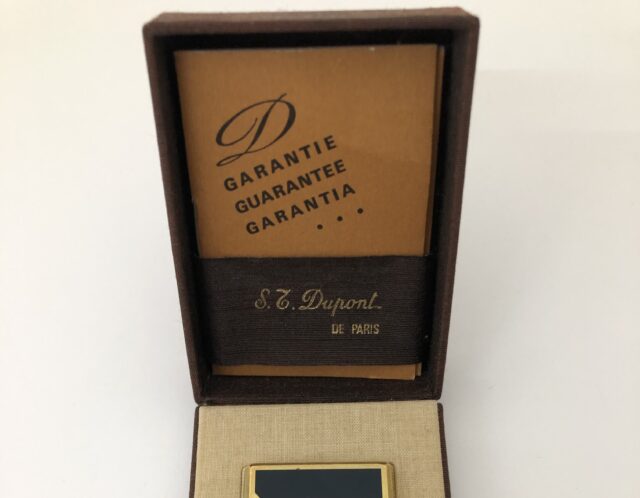 D
GARANTIE
GUARANTEE
GARANTIA
...
S.T. Dupont
DE PARIS